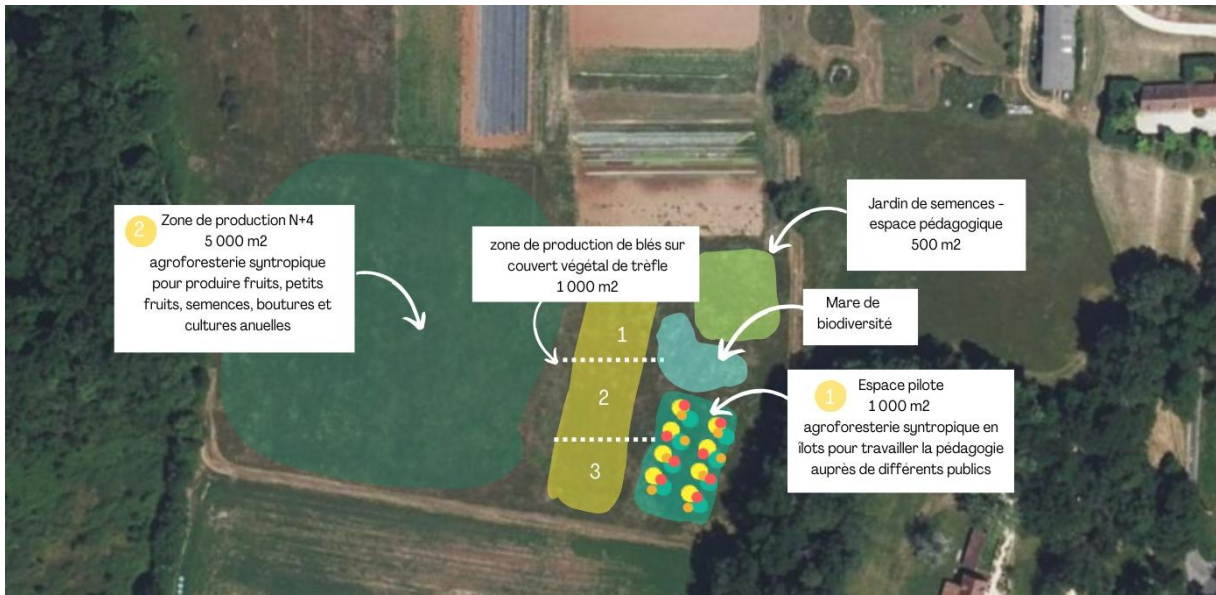 2
Zone de production N+4
5 000 m2
agroforesterie syntropique
pour produire fruits, petits
fruits, semences, boutures et
cultures anuelles
zone de production de blés sur
couvert végétal de trèfle
1 000 m2
Jardin de semences -
espace pédagogique
500 m2
Mare de
biodiversité
1
Espace pilote
1 000 m2
agroforesterie syntropique en
îlots pour travailler la pédagogie
auprès de différents publics
1
2
3